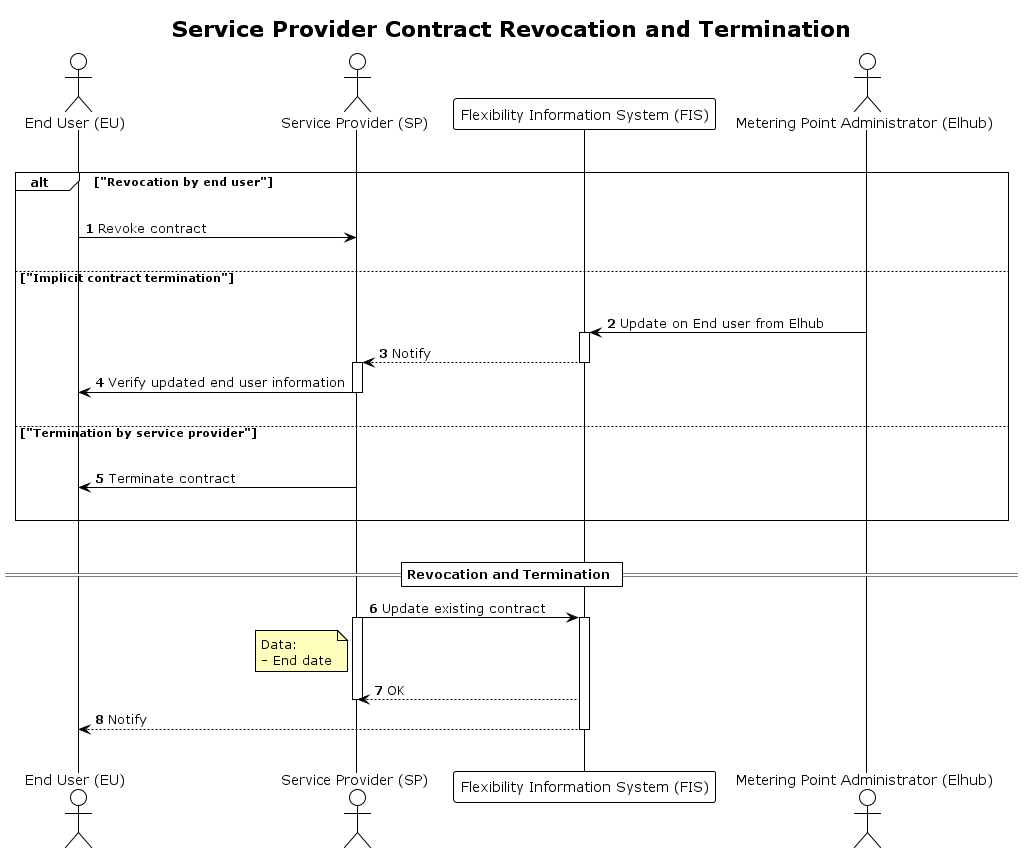 Service Provider Contract Revocation and Termination
End User (EU)
Service Provider (SP)
Flexibility Information System (FIS)
Metering Point Administrator (Elhub)
alt
["Revocation by end user"]
1 Revoke contract
["Implicit contract termination"]
2 Update on End user from Elhub
3 Notify
4 Verify updated end user information
["Termination by service provider"]
5 Terminate contract
Revocation and Termination
6 Update existing contract
Data:
- End date
7 OK
8 Notify
End User (EU)
Service Provider (SP)
Flexibility Information System (FIS)
Metering Point Administrator (Elhub)